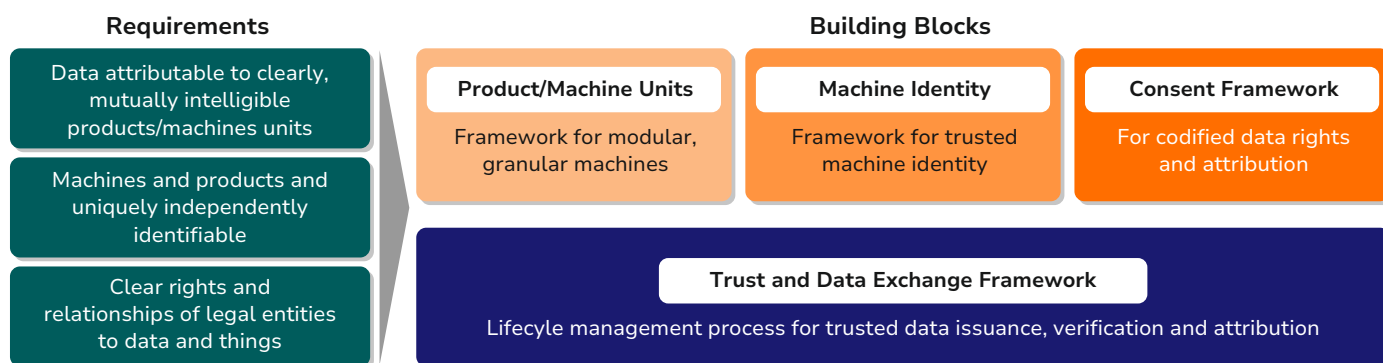 Requirements
Data attributable to clearly,
mutually intelligible
products/machines units
Machines and products and
uniquely independently
identifiable
Clear rights and
relationships of legal entities
to data and things
Building Blocks
Product/Machine Units
Framework for modular,
granular machines
Machine Identity
Framework for trusted
machine identity
Consent Framework
For codified data rights
and attribution
Trust and Data Exchange Framework
Lifecyle management process for trusted data issuance, verification and attribution